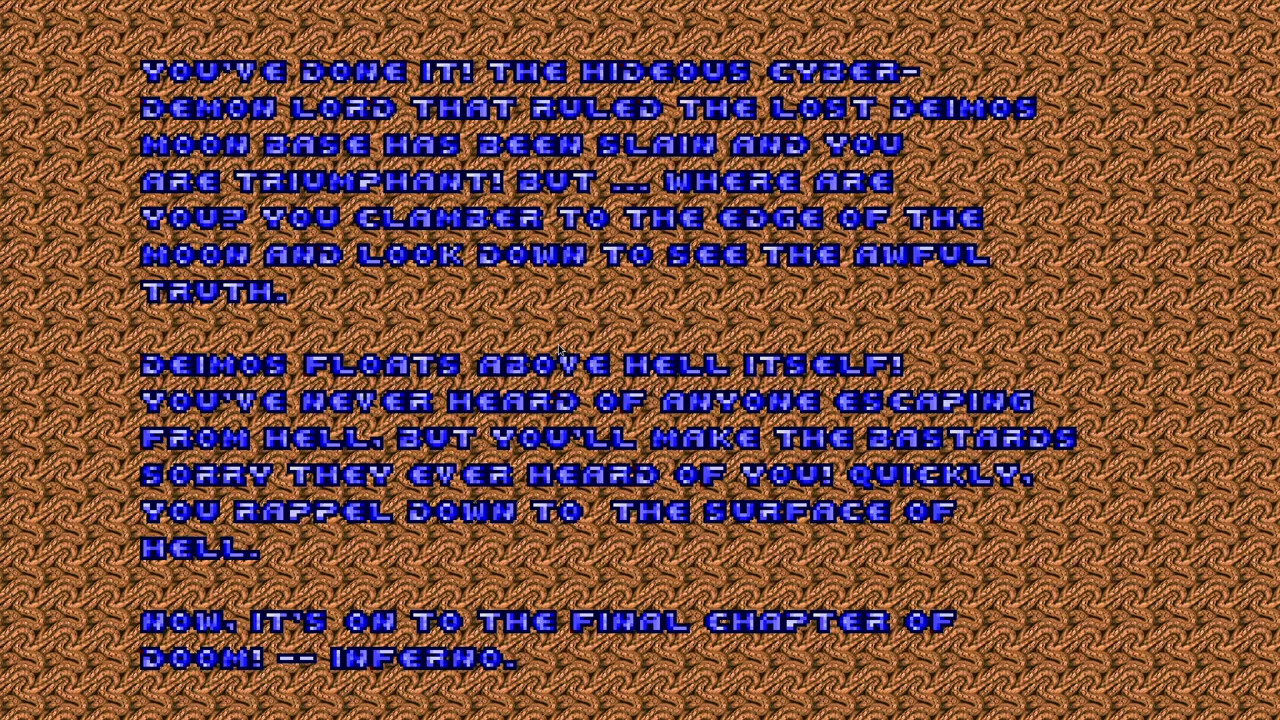 YOU'VE DONE IT! THE HIDEOUS CYBER-
DEMON LORD THAT RULED THE LOST DEIMOS
MOON BASE HAS BEEN SLAIN AND YOU
ARE TRIUMPHANT! BUT ... WHERE ARE
YOU? YOU CLAMBER TO THE EDGE OF THE
MOON AND LOOK DOWN TO SEE THE AWFUL
TRUTH.

DEIMOS FLOATS ABOVE HELL ITSELF!
YOU'VE NEVER HEARD OF ANYONE ESCAPING
FROM HELL, BUT YOU'LL MAKE THE BASTARDS
SORRY THEY EVER HEARD OF YOU! QUICKLY,
YOU RAPPEL DOWN TO  THE SURFACE OF
HELL.

NOW, IT'S ON TO THE FINAL CHAPTER OF
DOOM! -- INFERNO.